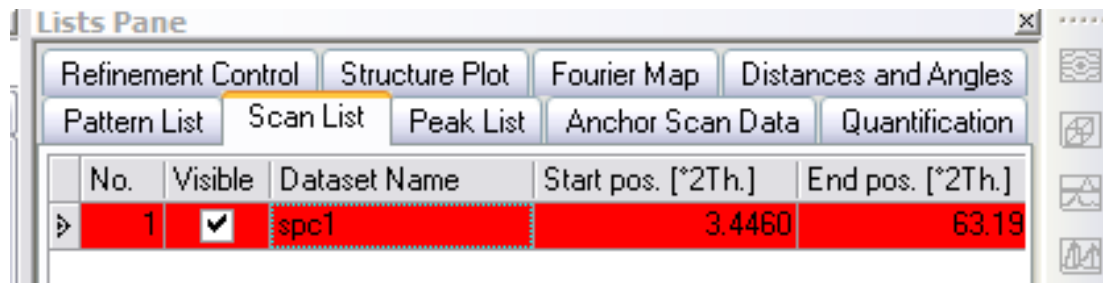 Lists Pane
Refinement Control Structure Plot Fourier Map Distances and Angles
Pattern List Scan List Peak List Anchor Scan Data Quantification
No. Visible Dataset Name Start pos. [°2Th.] End pos. [°2Th.]
1 spc1 3.4460 63.19